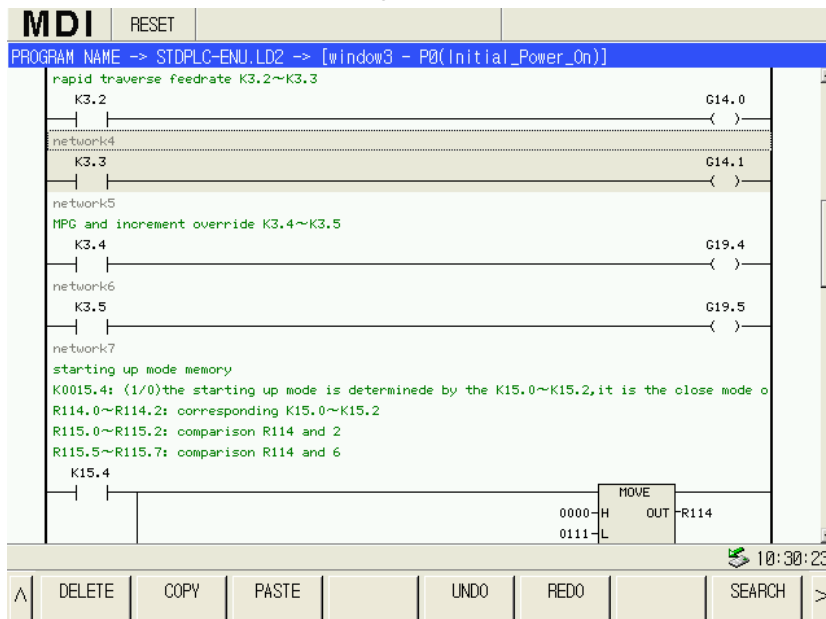 MDI RESET
PROGRAM NAME -> STDPLC-ENU.LD2 -> [window3 - P0(Initial_Power_On)]
rapid traverse feedrate K3.2~K3.3
K3.2 G14.0
network4
K3.3 G14.1
network5
MPG and increment override K3.4~K3.5
K3.4 G19.4
network6
K3.5 G19.5
network7
starting up mode memory
K0015.4: (1/0)the starting up mode is determinede by the K15.0~K15.2,it is the close mode o
R114.0~R114.2: corresponding K15.0~K15.2
R115.0~R115.2: comparison R114 and 2
R115.5~R115.7: comparison R114 and 6
K15.4
MOVE
0000-H OUT-R114
0111-L
10:30:23
DELETE COPY PASTE UNDO REDO SEARCH >